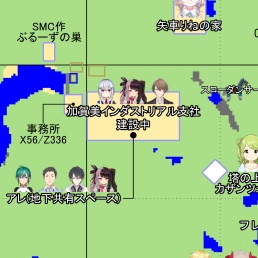 SMC作
ぶるーずの巣
矢車りねの家
スローダンサー
加賀美インダストリアル支社
建設中
事務所
X56/Z336
塔の上
カザンツ
アレ(地下共有スペース)
フレ